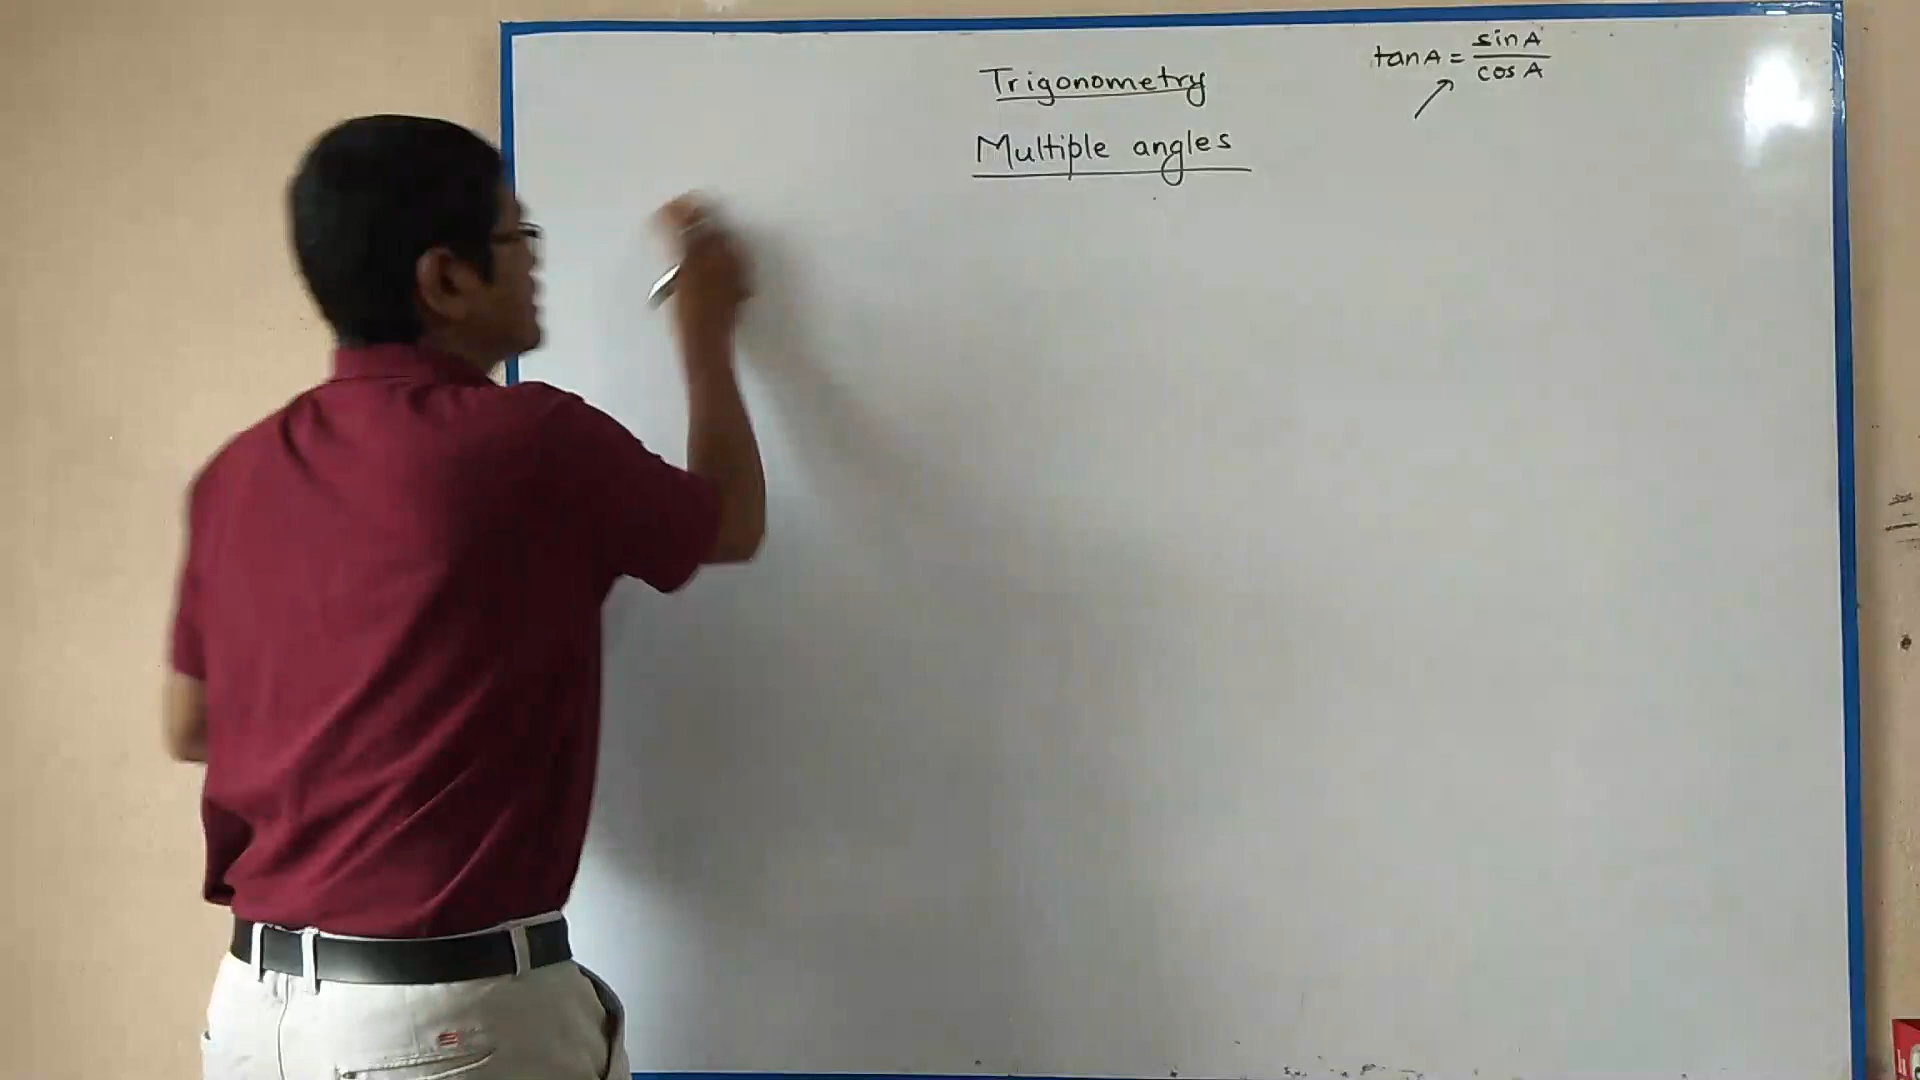 Trigonometry
Multiple angles
tanA = sinA / cosA